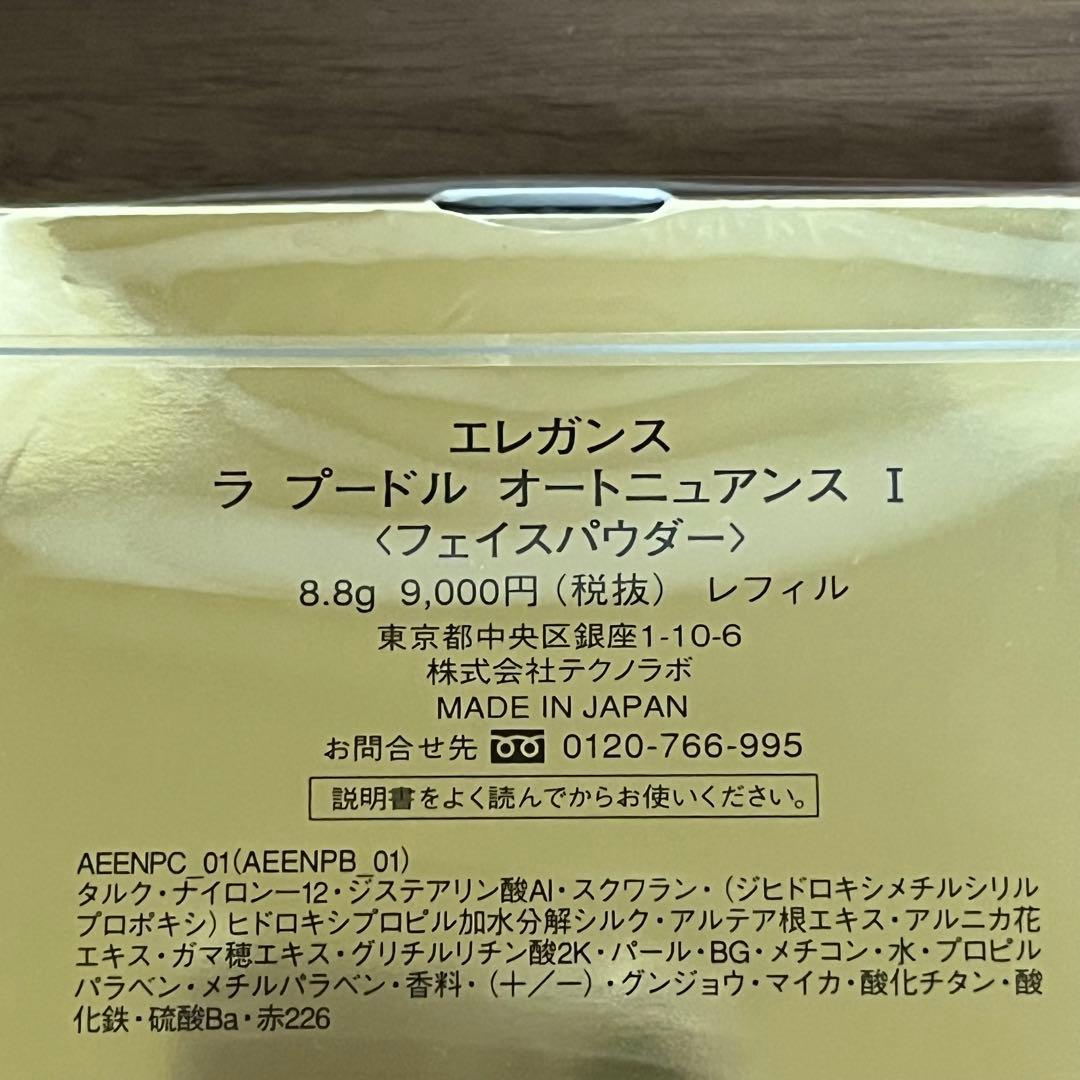 エレガンス
ラ プードル オートニュアンス I
〈フェイスパウダー〉
8.8g 9,000円（税抜） レフィル
東京都中央区銀座1-10-6
株式会社テクノラボ
MADE IN JAPAN
お問合せ先 0120-766-995
説明書をよく読んでからお使いください。
AEENPC_01(AEENPB_01)
タルク・ナイロン―12・ジステアリン酸Al・スクワラン・（ジヒドロキシメチルシリル
プロポキシ）ヒドロキシプロピル加水分解シルク・アルテア根エキス・アルニカ花
エキス・ガマ穂エキス・グリチルリチン酸2K・パール・BG・メチコン・水・プロピル
パラベン・メチルパラベン・香料・（＋／－）・グンジョウ・マイカ・酸化チタン・酸
化鉄・硫酸Ba・赤226